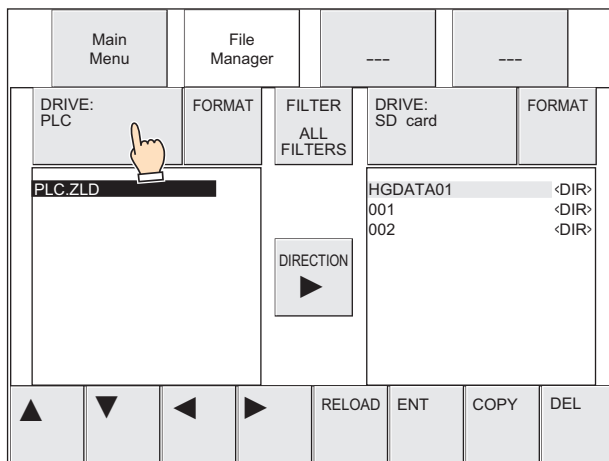 Main
Menu
File
Manager
---
---
DRIVE:
PLC
FORMAT
FILTER
ALL
FILTERS
DRIVE:
SD card
FORMAT
PLC.ZLD
HGDATA01 <DIR>
001 <DIR>
002 <DIR>
DIRECTION
▶
▲ ▼ ◀ ▶ RELOAD ENT COPY DEL